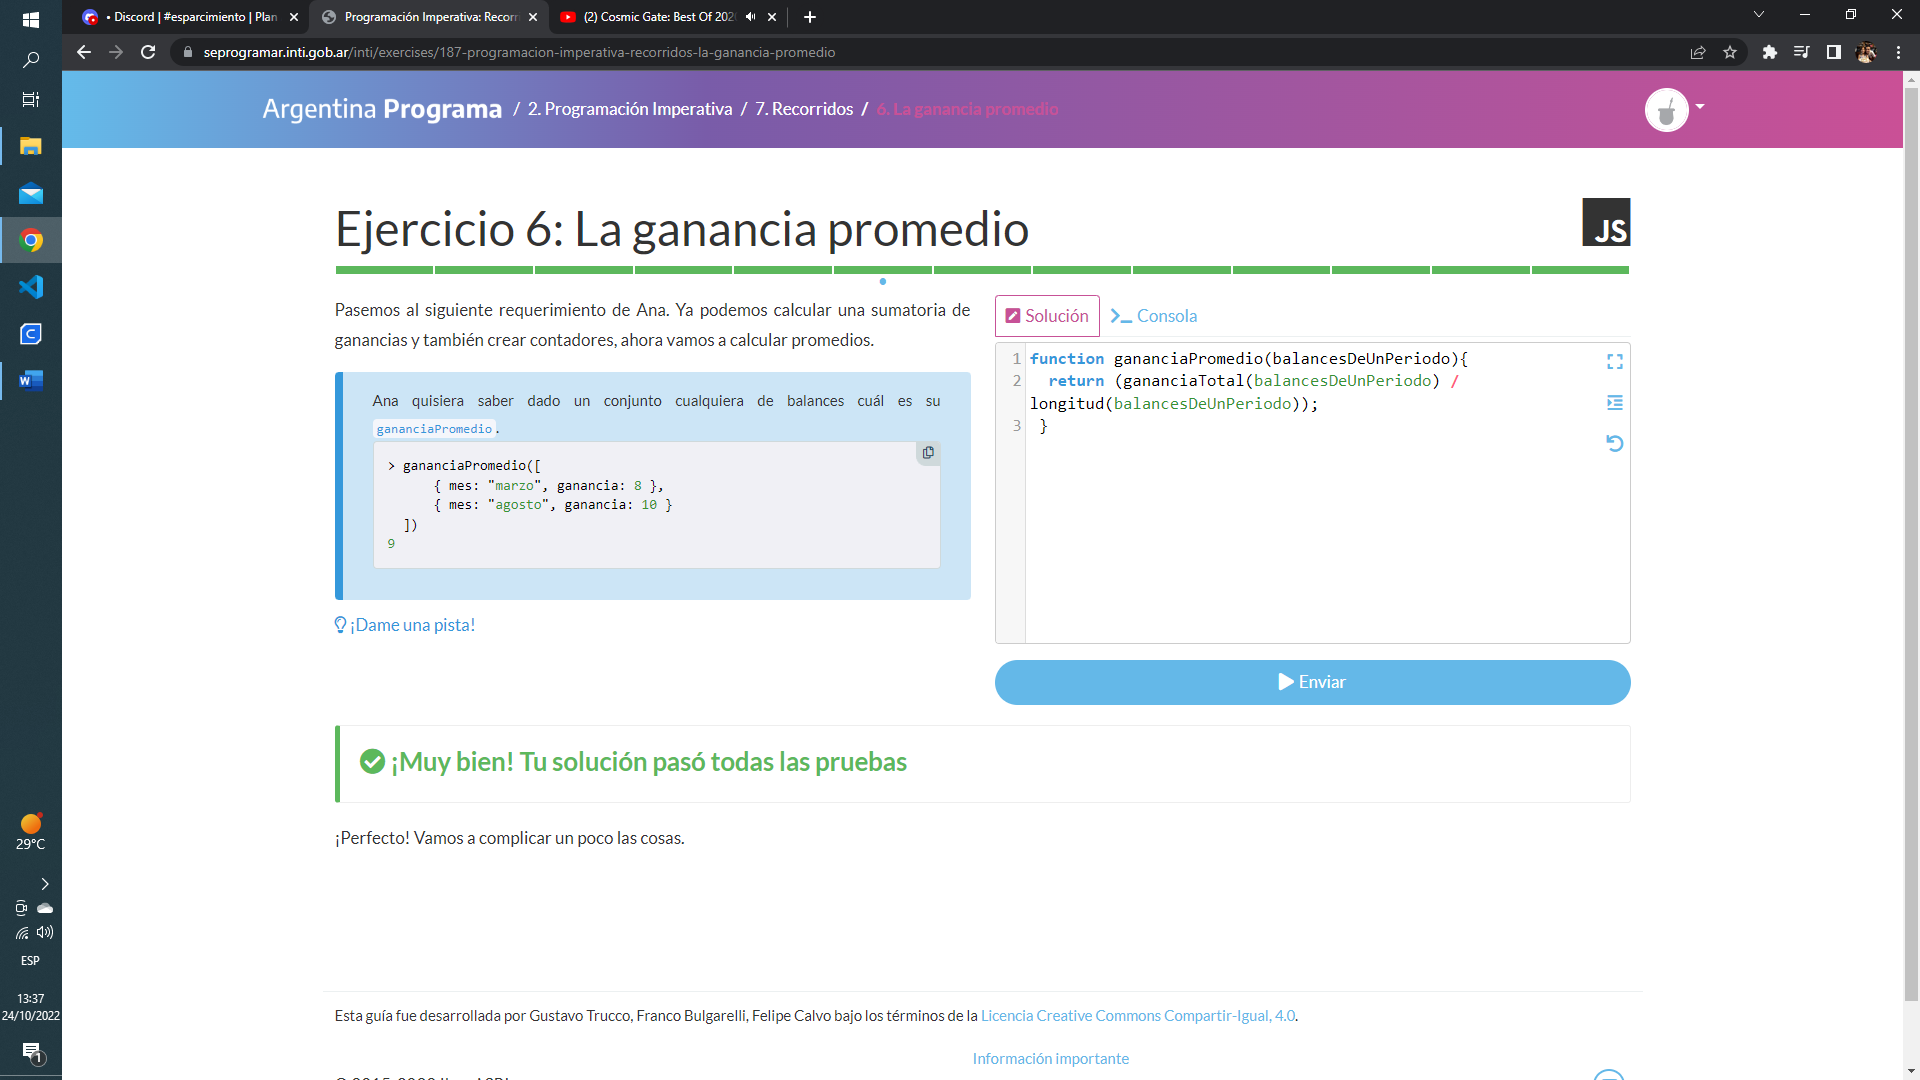 • Discord | #esparcimiento | Plan
Programación Imperativa: Recorr
(2) Cosmic Gate: Best Of 202
seprogramar.inti.gob.ar/inti/exercises/187-programacion-imperativa-recorridos-la-ganancia-promedio
Argentina Programa / 2. Programación Imperativa / 7. Recorridos / 6. La ganancia promedio
Ejercicio 6: La ganancia promedio
JS
Pasemos al siguiente requerimiento de Ana. Ya podemos calcular una sumatoria de
ganancias y también crear contadores, ahora vamos a calcular promedios.
Ana quisiera saber dado un conjunto cualquiera de balances cuál es su
gananciaPromedio.
> gananciaPromedio([
{ mes: "marzo", ganancia: 8 },
{ mes: "agosto", ganancia: 10 }
])
9
¡Dame una pista!
Solución
Consola
1 function gananciaPromedio(balancesDeUnPeriodo){
2 return (gananciaTotal(balancesDeUnPeriodo) /
longitud(balancesDeUnPeriodo));
3 }
Enviar
¡Muy bien! Tu solución pasó todas las pruebas
¡Perfecto! Vamos a complicar un poco las cosas.
Esta guía fue desarrollada por Gustavo Trucco, Franco Bulgarelli, Felipe Calvo bajo los términos de la Licencia Creative Commons Compartir-Igual, 4.0.
Información importante
29°C
ESP
13:37
24/10/2022
1